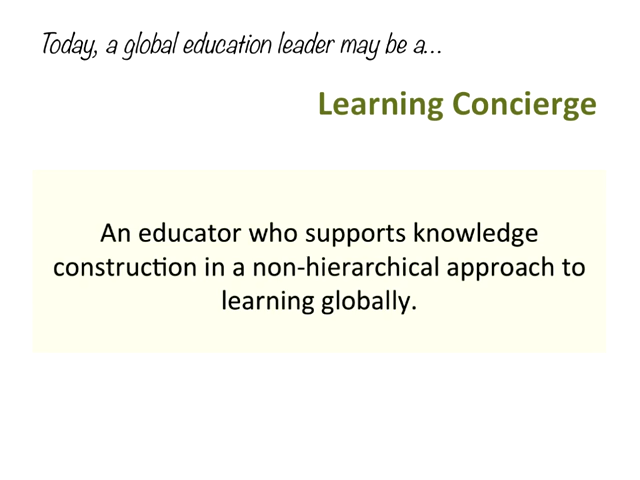 Today, a global education leader may be a...
Learning Concierge
An educator who supports knowledge
construction in a non-hierarchical approach to
learning globally.